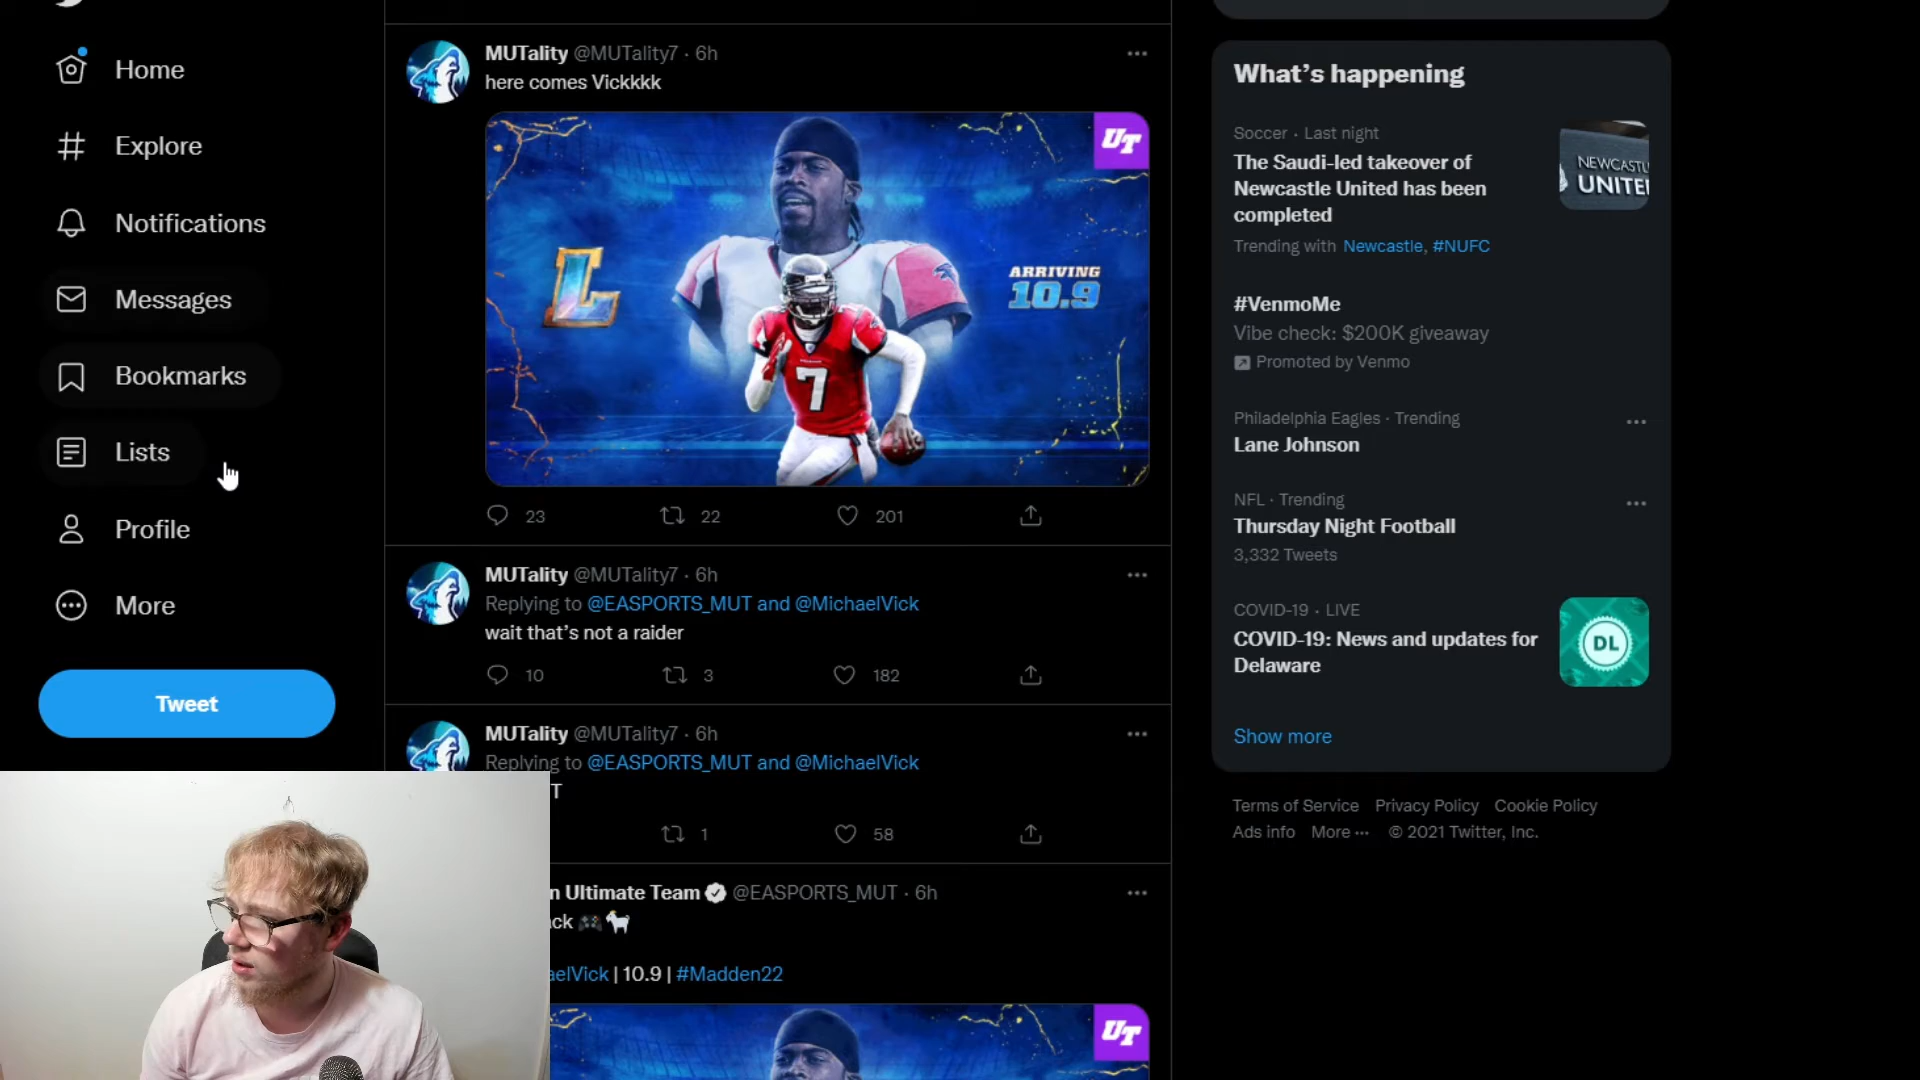 Home
Explore
Notifications
Messages
Bookmarks
Lists
Profile
More
Tweet
MUTality @MUTality7 · 6h
here comes Vickkkk
UT
L
ARRIVING
10.9
7
23 22 201
MUTality @MUTality7 · 6h
Replying to @EASPORTS_MUT and @MichaelVick
wait that's not a raider
10 3 182
MUTality @MUTality7 · 6h
Replying to @EASPORTS_MUT and @MichaelVick
T
1 58
n Ultimate Team @EASPORTS_MUT · 6h
ck 🎮🐐
aelVick | 10.9 | #Madden22
UT
What's happening
Soccer · Last night
The Saudi-led takeover of
Newcastle United has been
completed
Trending with Newcastle, #NUFC
NEWCASTL
UNITE
#VenmoMe
Vibe check: $200K giveaway
Promoted by Venmo
Philadelphia Eagles · Trending
Lane Johnson
NFL · Trending
Thursday Night Football
3,332 Tweets
COVID-19 · LIVE
COVID-19: News and updates for
Delaware
DL
Show more
Terms of Service Privacy Policy Cookie Policy
Ads info More ··· © 2021 Twitter, Inc.